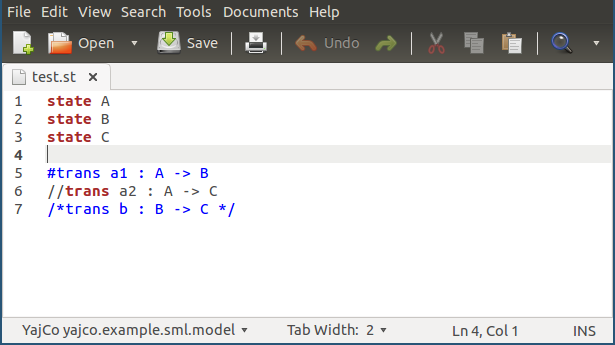 File Edit View Search Tools Documents Help
Open Save Undo
test.st
1 state A
2 state B
3 state C
4
5 #trans a1 : A -> B
6 //trans a2 : A -> C
7 /*trans b : B -> C */
YajCo yajco.example.sml.model Tab Width: 2 Ln 4, Col 1 INS